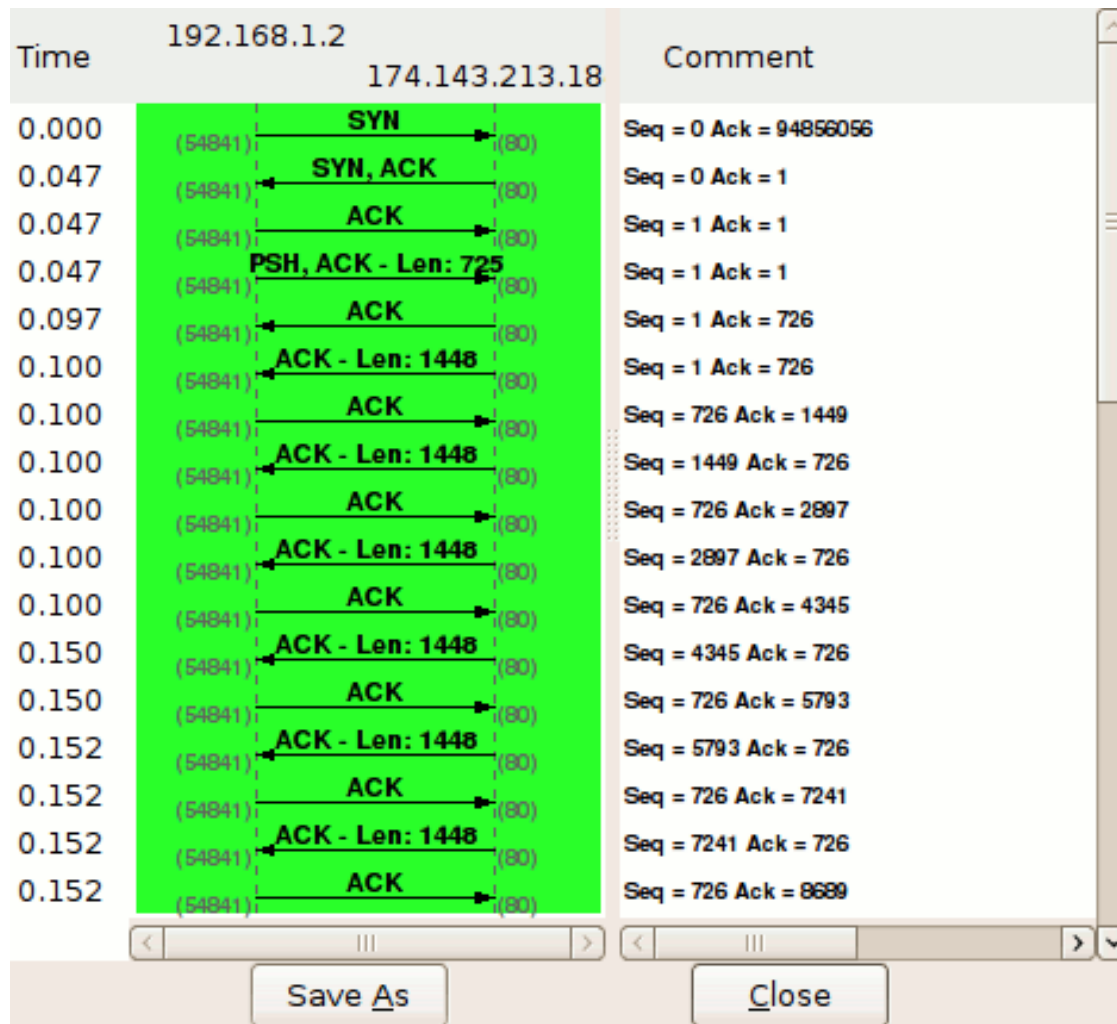 Time 192.168.1.2 174.143.213.18 Comment
0.000 (54841) SYN (80) Seq = 0 Ack = 94856056
0.047 (54841) SYN, ACK (80) Seq = 0 Ack = 1
0.047 (54841) ACK (80) Seq = 1 Ack = 1
0.047 (54841) PSH, ACK - Len: 725 (80) Seq = 1 Ack = 1
0.097 (54841) ACK (80) Seq = 1 Ack = 726
0.100 (54841) ACK - Len: 1448 (80) Seq = 1 Ack = 726
0.100 (54841) ACK (80) Seq = 726 Ack = 1449
0.100 (54841) ACK - Len: 1448 (80) Seq = 1449 Ack = 726
0.100 (54841) ACK (80) Seq = 726 Ack = 2897
0.100 (54841) ACK - Len: 1448 (80) Seq = 2897 Ack = 726
0.100 (54841) ACK (80) Seq = 726 Ack = 4345
0.150 (54841) ACK - Len: 1448 (80) Seq = 4345 Ack = 726
0.150 (54841) ACK (80) Seq = 726 Ack = 5793
0.152 (54841) ACK - Len: 1448 (80) Seq = 5793 Ack = 726
0.152 (54841) ACK (80) Seq = 726 Ack = 7241
0.152 (54841) ACK - Len: 1448 (80) Seq = 7241 Ack = 726
0.152 (54841) ACK (80) Seq = 726 Ack = 8689
Save As Close